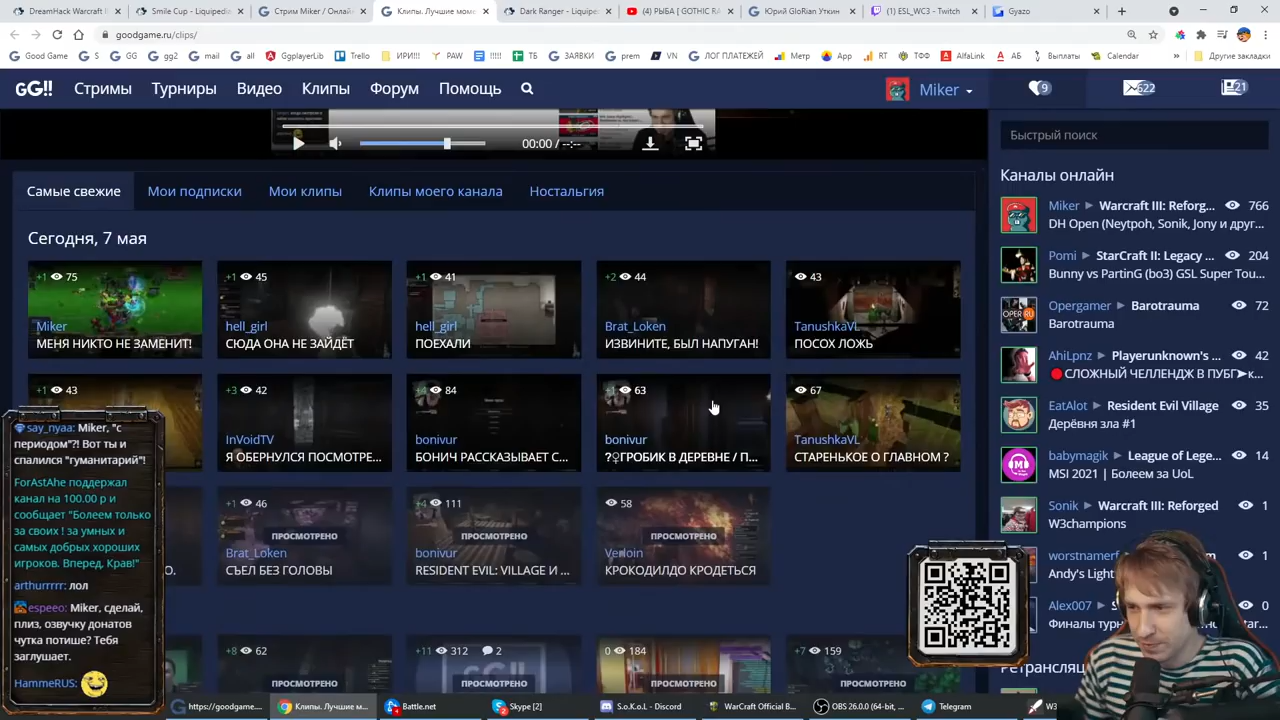 DreamHack Warcraft I
Smile Cup - Liquipedi
Стрим Miker / Онлайн
Клипы. Лучшие мом
Dark Ranger - Liquipe
(4) РЫБА [ GOTHIC R
Юрий GloRian Уткин
(1) ESL_WC3 - Twitch
Gyazo
goodgame.ru/clips/
Good Game
S
GG
gg2
mail
all
GgplayerLib
Trello
ИРИ!!!
PAW
!!!!
ТБ
ЗАЯВКИ
prem
VN
ЛОГ ПЛАТЕЖЕЙ
Метр
App
RT
ТФФ
AlfaLink
АБ
Выплаты
Calendar
Другие закладки
GG!!
Стримы
Турниры
Видео
Клипы
Форум
Помощь
Miker
9
622
21
00:00 / --:--
Быстрый поиск
Самые свежие
Мои подписки
Мои клипы
Клипы моего канала
Ностальгия
Сегодня, 7 мая
+1 75
Miker
МЕНЯ НИКТО НЕ ЗАМЕНИТ!
+1 45
hell_girl
СЮДА ОНА НЕ ЗАЙДЁТ
+1 41
hell_girl
ПОЕХАЛИ
+2 44
Brat_Loken
ИЗВИНИТЕ, БЫЛ НАПУГАН!
43
TanushkaVL
ПОСОХ ЛОЖЬ
+1 43
+3 42
InVoidTV
Я ОБЕРНУЛСЯ ПОСМОТРЕ...
+4 84
bonivur
БОНИЧ РАССКАЗЫВАЕТ С...
+1 63
bonivur
?♀ГРОБИК В ДЕРЕВНЕ / П...
67
TanushkaVL
СТАРЕНЬКОЕ О ГЛАВНОМ ?
+1 46
ПРОСМОТРЕНО
Brat_Loken
СЪЕЛ БЕЗ ГОЛОВЫ
+4 111
ПРОСМОТРЕНО
bonivur
RESIDENT EVIL: VILLAGE И ...
58
ПРОСМОТРЕНО
Verloin
КРОКОДИЛДО КРОДЕТЬСЯ
+8 62
ПРОСМОТРЕНО
+11 312 2
ПРОСМОТРЕНО
0 184
ПРОСМОТРЕНО
+7 159
ПРОСМОТРЕНО
Каналы онлайн
Miker Warcraft III: Reforg... 766
DH Open (Neytpoh, Sonik, Jony и друг...
Pomi StarCraft II: Legacy ... 204
Bunny vs PartinG (bo3) GSL Super Tou...
Opergamer Barotrauma 72
Barotrauma
AhiLpnz Playerunknown's ... 42
СЛОЖНЫЙ ЧЕЛЛЕНДЖ В ПУБГ➤к...
EatAlot Resident Evil Village 35
Деревня зла #1
babymagik League of Lege... 14
MSI 2021 | Болеем за UoL
Sonik Warcraft III: Reforged 1
W3champions
worstnamerf 1
Andy's Light
Alex007 0
Финалы турн
Ретрансляц
say_nyaa: Miker, "с
периодом"?! Вот ты и
спалился "гуманитарий"!
ForAstAhe поддержал
канал на 100.00 р и
сообщает "Болеем только
за своих ! за умных и
самых добрых хороших
игроков. Вперед, Крав!"
arthurrrrr: лол
espeeo: Miker, сделай,
плиз, озвучку донатов
чутка потише? Тебя
заглушает.
HammeRUS:
https://goodgame....
Клипы. Лучшие м...
Battle.net
Skype [2]
S.o.K.o.L - Discord
WarCraft Official B...
OBS 26.0.0 (64-bit, ...
Telegram
W3